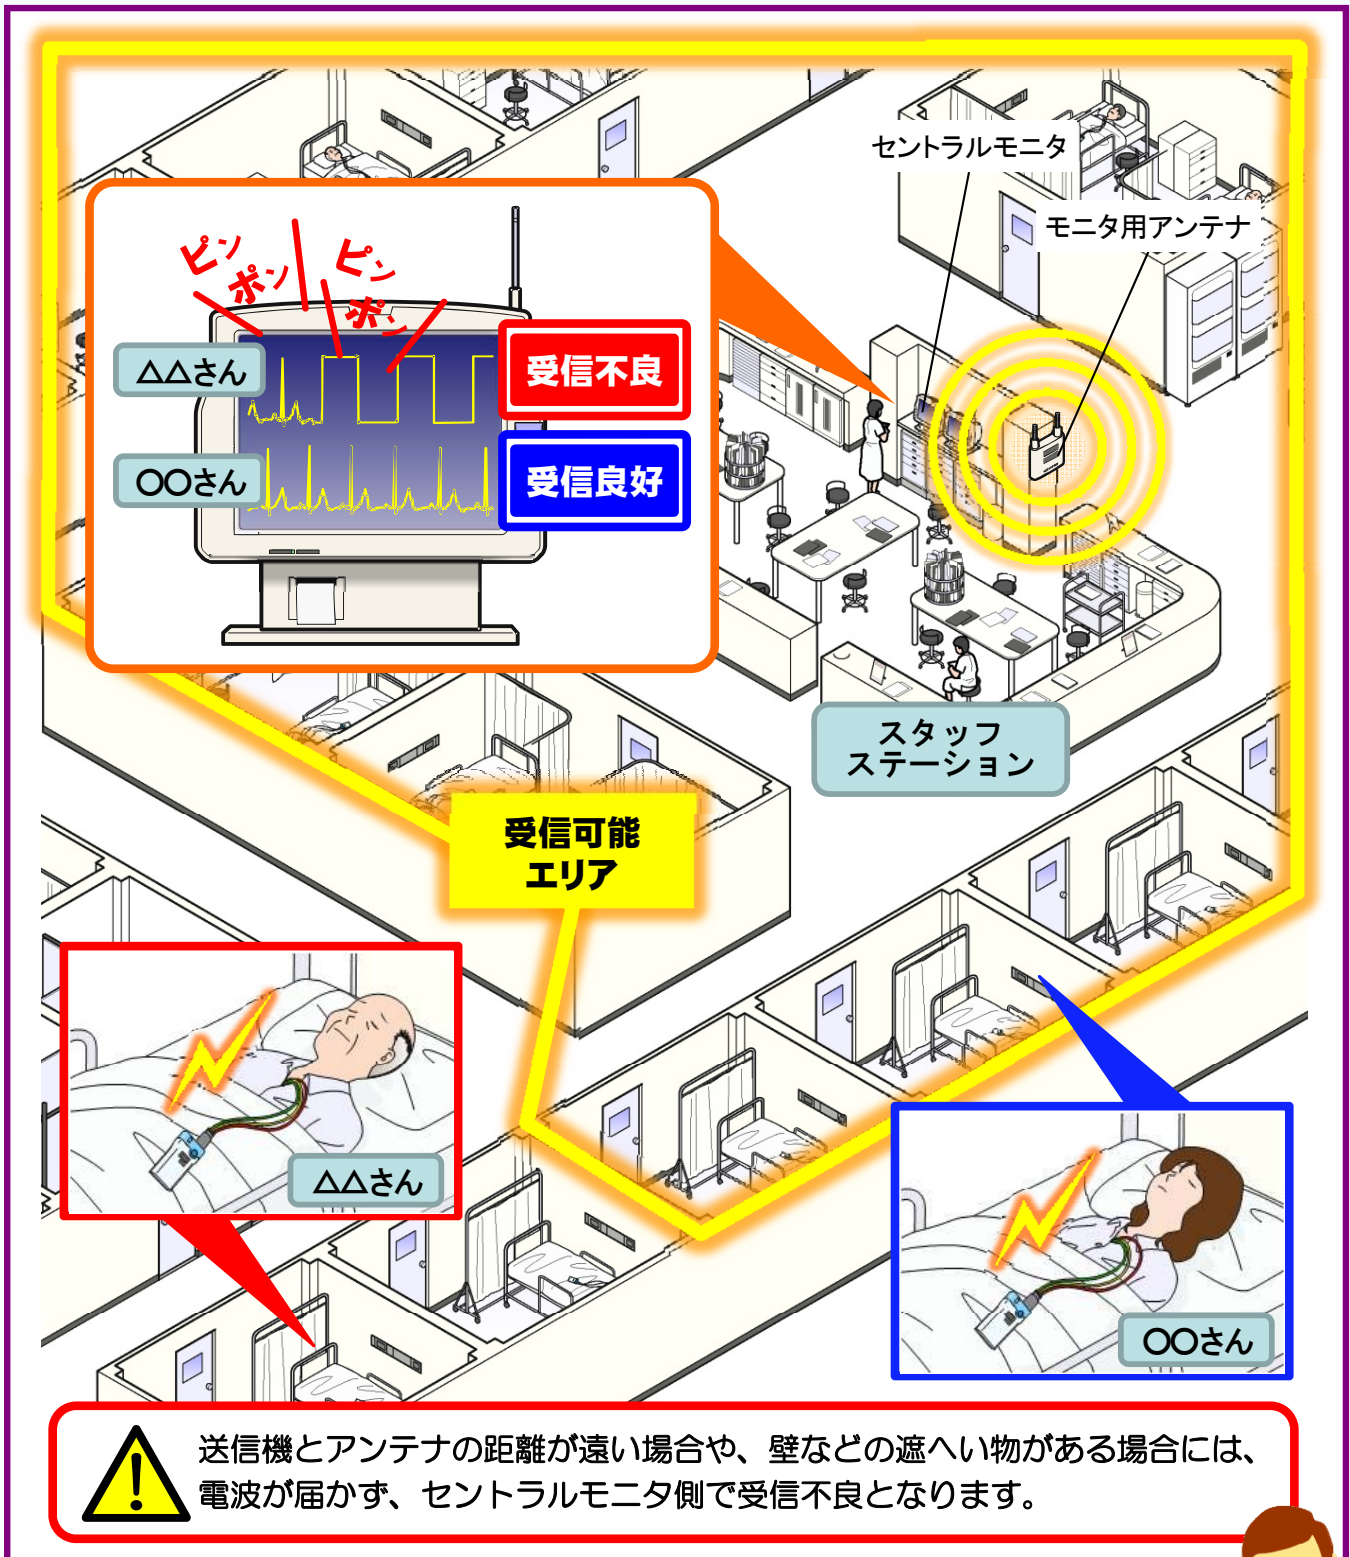 セントラルモニタ
モニタ用アンテナ
ピンポン
ピンポン
△△さん
受信不良
〇〇さん
受信良好
スタッフ
ステーション
受信可能
エリア
△△さん
〇〇さん
送信機とアンテナの距離が遠い場合や、壁などの遮へい物がある場合には、
電波が届かず、セントラルモニタ側で受信不良となります。